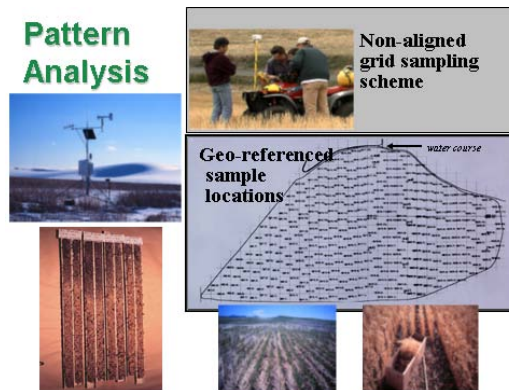 Pattern
Analysis
Non-aligned
grid sampling
scheme
Geo-referenced
sample
locations
water course